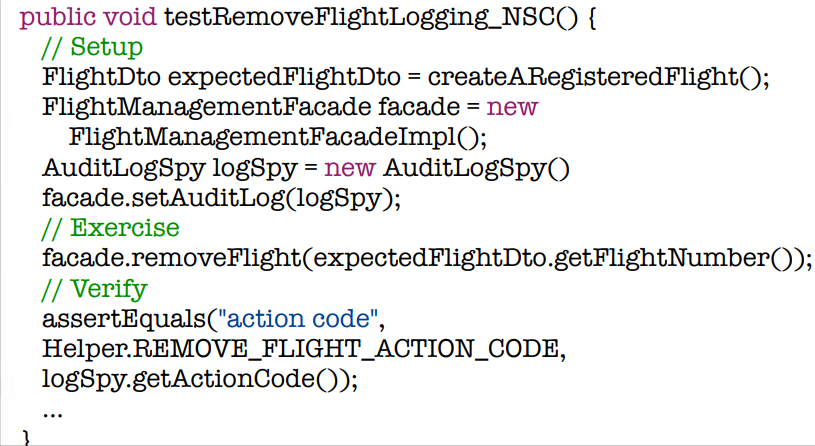 public void testRemoveFlightLogging_NSC() {
// Setup
FlightDto expectedFlightDto = createARegisteredFlight();
FlightManagementFacade facade = new
FlightManagementFacadeImpl();
AuditLogSpy logSpy = new AuditLogSpy()
facade.setAuditLog(logSpy);
// Exercise
facade.removeFlight(expectedFlightDto.getFlightNumber());
// Verify
assertEquals("action code",
Helper.REMOVE_FLIGHT_ACTION_CODE,
logSpy.getActionCode());
...
}